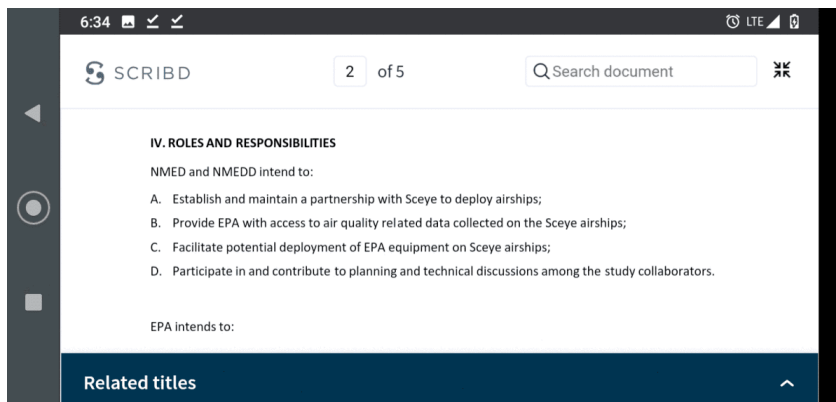 6:34 LTE
SCRIBD 2 of 5 Search document
IV. ROLES AND RESPONSIBILITIES
NMED and NMEDD intend to:
A. Establish and maintain a partnership with Sceye to deploy airships;
B. Provide EPA with access to air quality related data collected on the Sceye airships;
C. Facilitate potential deployment of EPA equipment on Sceye airships;
D. Participate in and contribute to planning and technical discussions among the study collaborators.
EPA intends to:
Related titles